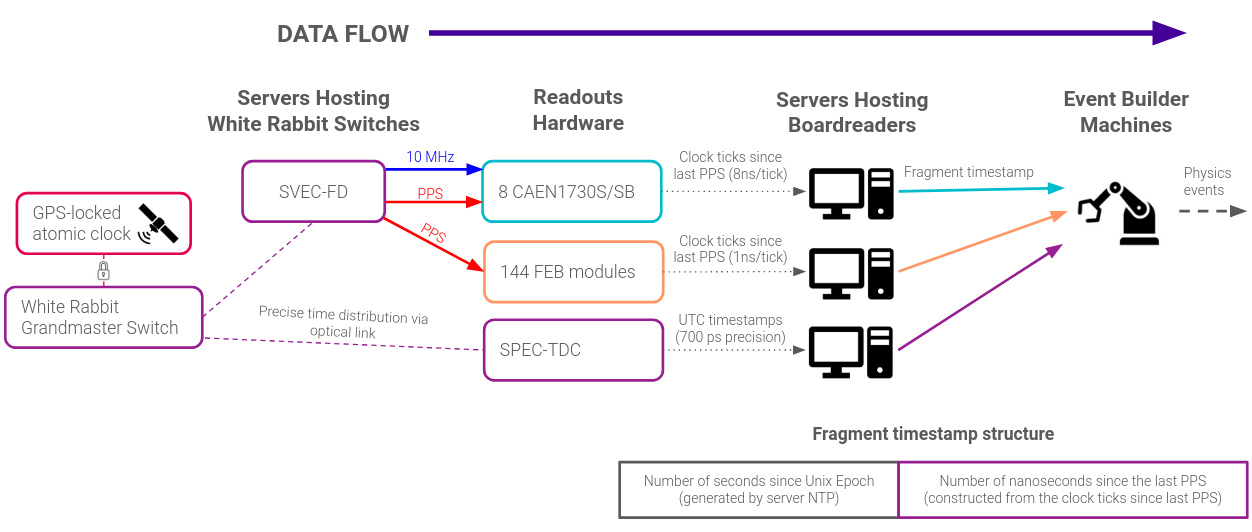 DATA FLOW
Servers Hosting
White Rabbit Switches
Readouts
Hardware
Servers Hosting
Boardreaders
Event Builder
Machines
10 MHz
SVEC-FD
PPS
PPS
8 CAEN1730S/SB
Clock ticks since
last PPS (8ns/tick)
Fragment timestamp
Physics
events
GPS-locked
atomic clock
144 FEB modules
Clock ticks since
last PPS (1ns/tick)
White Rabbit
Grandmaster Switch
Precise time distribution via
optical link
SPEC-TDC
UTC timestamps
(700 ps precision)
Fragment timestamp structure
Number of seconds since Unix Epoch
(generated by server NTP)
Number of nanoseconds since the last PPS
(constructed from the clock ticks since last PPS)